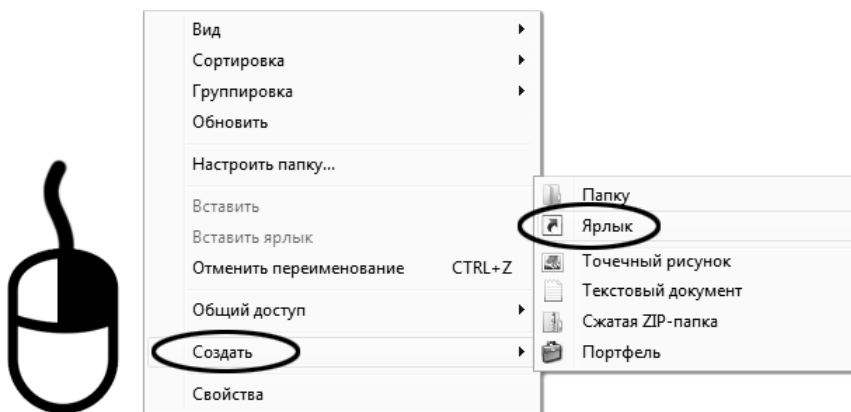 Вид
Сортировка
Группировка
Обновить
Настроить папку...
Вставить
Вставить ярлык
Отменить переименование CTRL+Z
Общий доступ
Создать
Свойства
Папку
Ярлык
Точечный рисунок
Текстовый документ
Сжатая ZIP-папка
Портфель